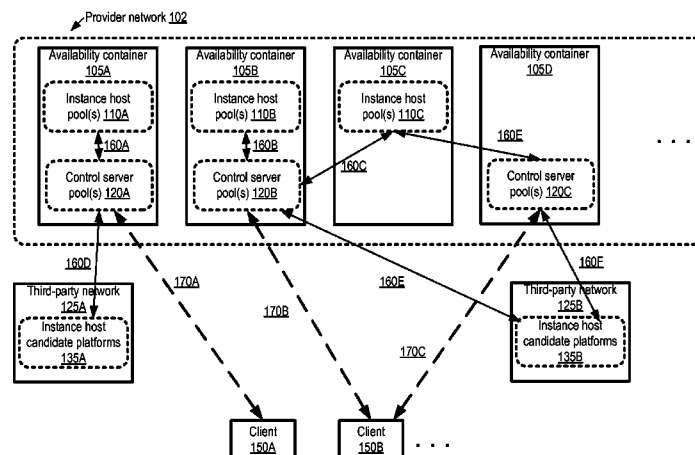 Provider network 102
Availability container
105A
Instance host
pool(s) 110A
160A
Control server
pool(s) 120A
Availability container
105B
Instance host
pool(s) 110B
160B
Control server
pool(s) 120B
Availability container
105C
Instance host
pool(s) 110C
160C
Availability container
105D
160E
Control server
pool(s) 120C
. . .
160D
170A
170B
160E
160F
170C
Third-party network
125A
Instance host
candidate platforms
135A
Third-party network
125B
Instance host
candidate platforms
135B
Client
150A
Client
150B
. . .